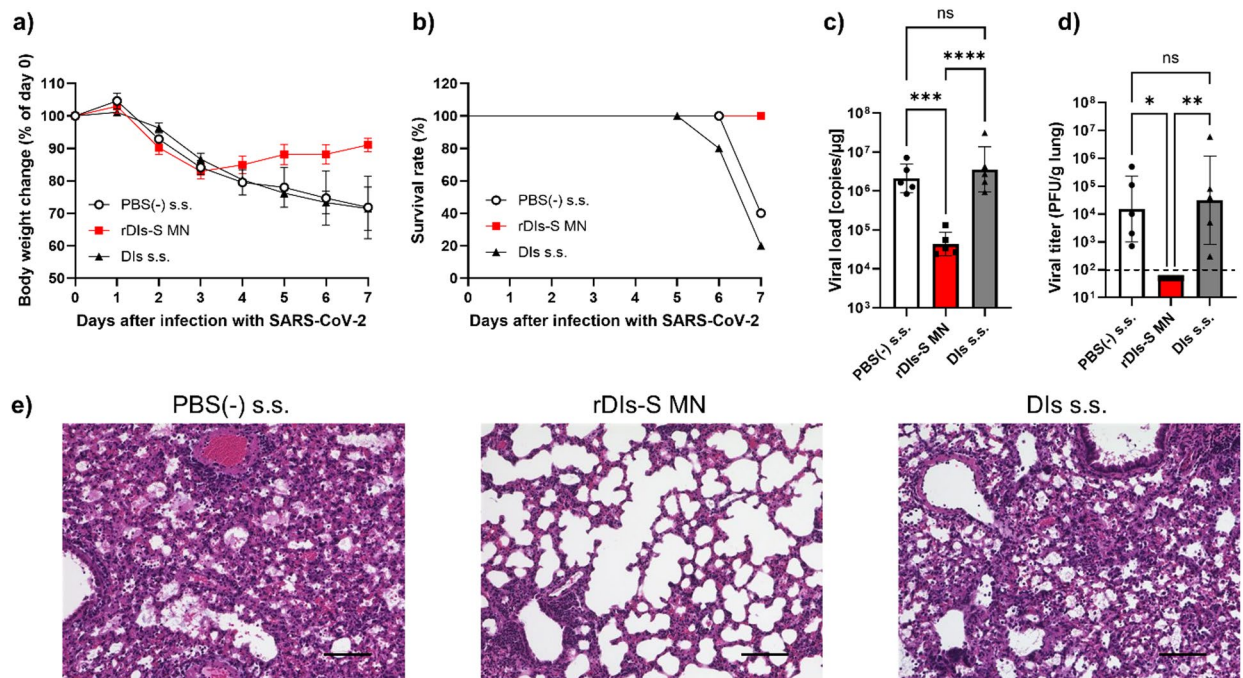 a)
Body weight change (% of day 0)
110
100
90
80
70
60
50
0 1 2 3 4 5 6 7
Days after infection with SARS-CoV-2
PBS(-) s.s.
rDIs-S MN
DIs s.s.
b)
Survival rate (%)
120
100
80
60
40
20
0
0 1 2 3 4 5 6 7
Days after infection with SARS-CoV-2
PBS(-) s.s.
rDIs-S MN
DIs s.s.
c)
ns
****
***
Viral load [copies/µg]
10⁸
10⁷
10⁶
10⁵
10⁴
10³
PBS(-) s.s.
rDIs-S MN
DIs s.s.
d)
ns
* **
Viral titer (PFU/g lung)
10⁸
10⁷
10⁶
10⁵
10⁴
10³
10²
10¹
PBS(-) s.s.
rDIs-S MN
DIs s.s.
e)
PBS(-) s.s.
rDIs-S MN
DIs s.s.